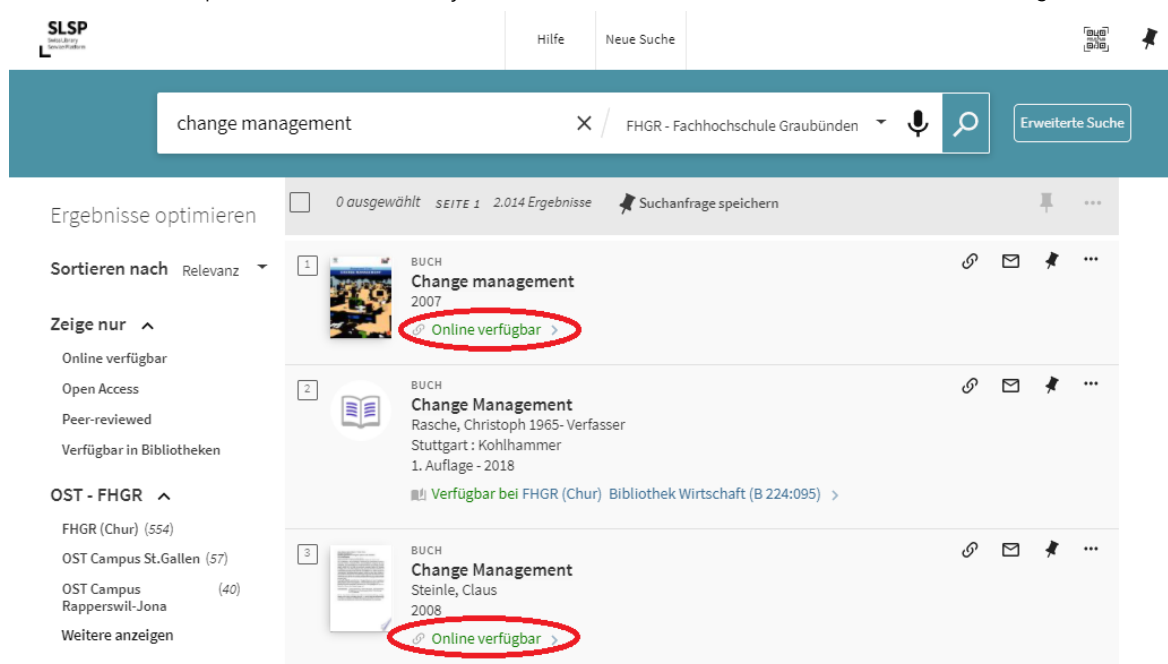 SLSP
Swiss Library
Service Platform
Hilfe
Neue Suche
change management
FHGR - Fachhochschule Graubünden
Erweiterte Suche
Ergebnisse optimieren
0 ausgewählt SEITE 1 2.014 Ergebnisse
Suchanfrage speichern
Sortieren nach Relevanz
Zeige nur
Online verfügbar
Open Access
Peer-reviewed
Verfügbar in Bibliotheken
OST - FHGR
FHGR (Chur) (554)
OST Campus St.Gallen (57)
OST Campus (40)
Rapperswil-Jona
Weitere anzeigen
1
BUCH
Change management
2007
Online verfügbar
2
BUCH
Change Management
Rasche, Christoph 1965- Verfasser
Stuttgart : Kohlhammer
1. Auflage - 2018
Verfügbar bei FHGR (Chur) Bibliothek Wirtschaft (B 224:095)
3
BUCH
Change Management
Steinle, Claus
2008
Online verfügbar